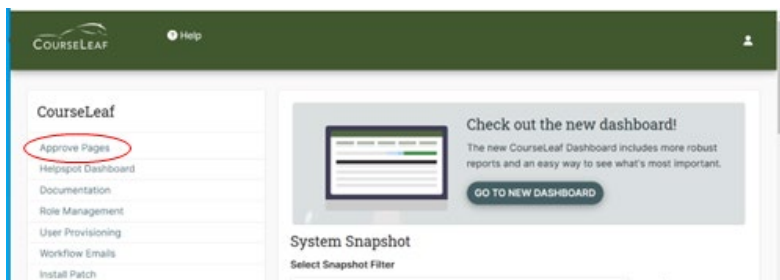 COURSELEAF
Help
CourseLeaf
Approve Pages
Helpspot Dashboard
Documentation
Role Management
User Provisioning
Workflow Emails
Install Patch
Check out the new dashboard!
The new CourseLeaf Dashboard includes more robust
reports and an easy way to see what's most important.
GO TO NEW DASHBOARD
System Snapshot
Select Snapshot Filter